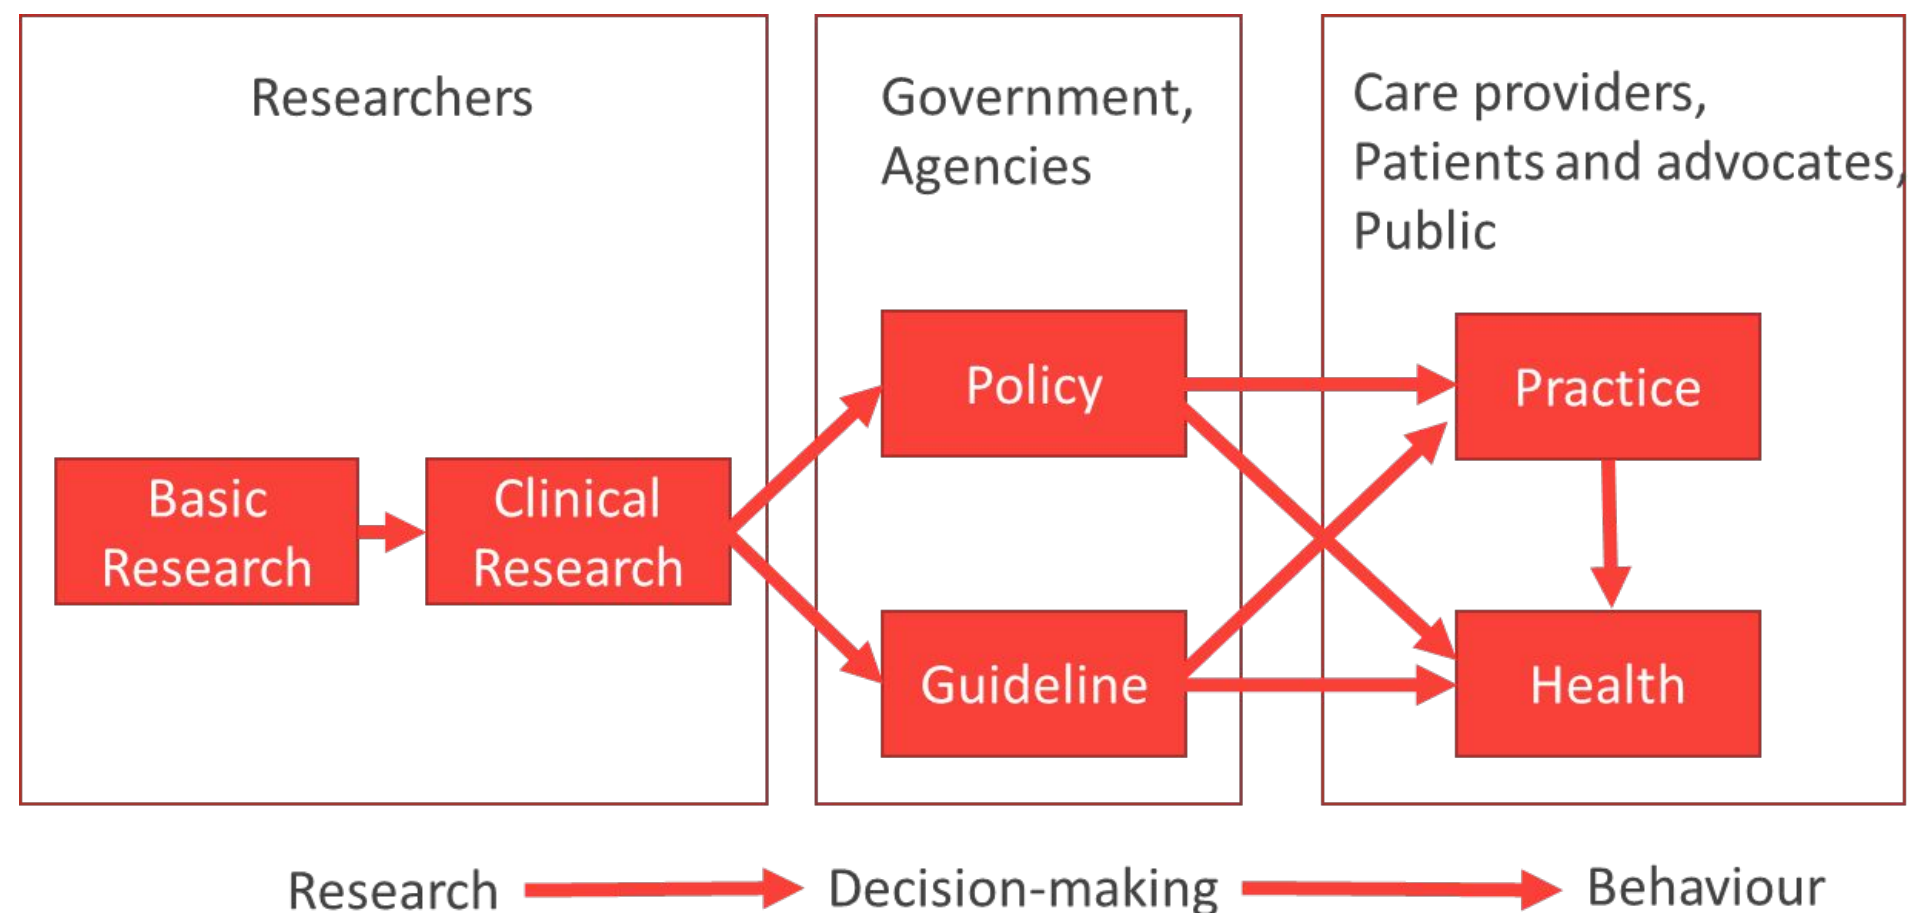 Researchers
Government,
Agencies
Care providers,
Patients and advocates,
Public
Basic
Research
Clinical
Research
Policy
Guideline
Practice
Health
Research
Decision-making
Behaviour